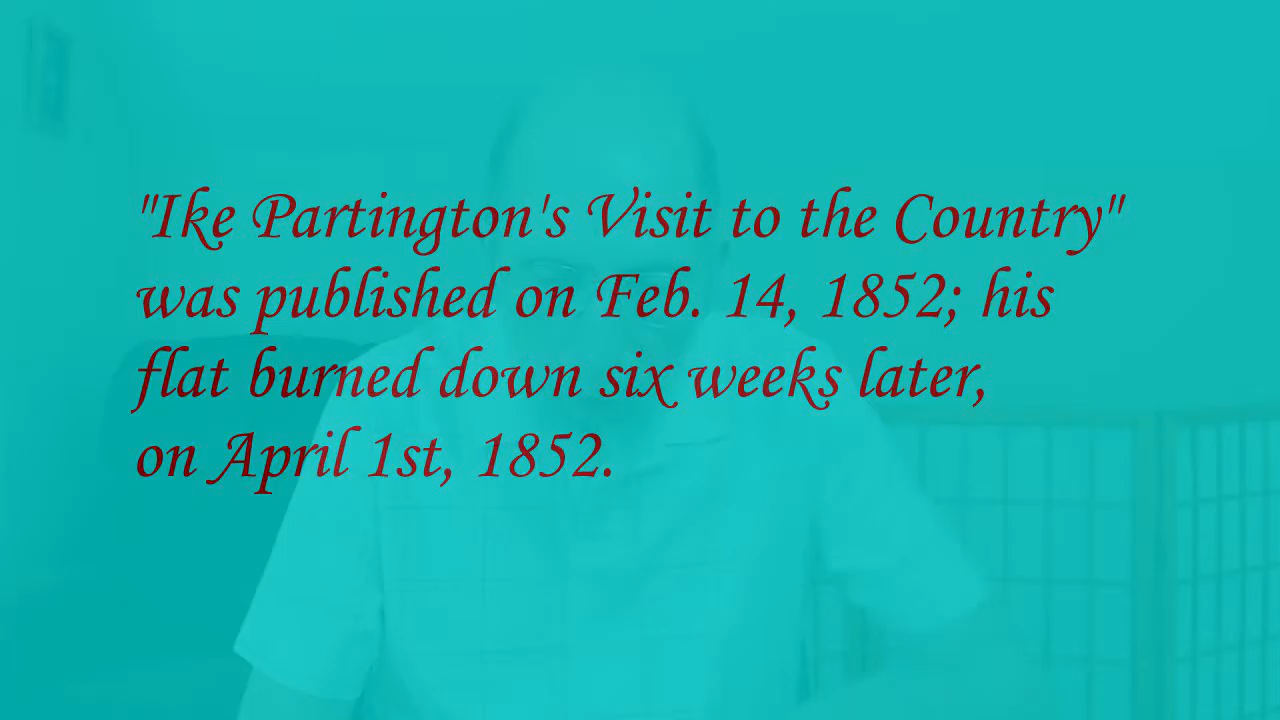 "Ike Partington's Visit to the Country"
was published on Feb. 14, 1852; his
flat burned down six weeks later,
on April 1st, 1852.